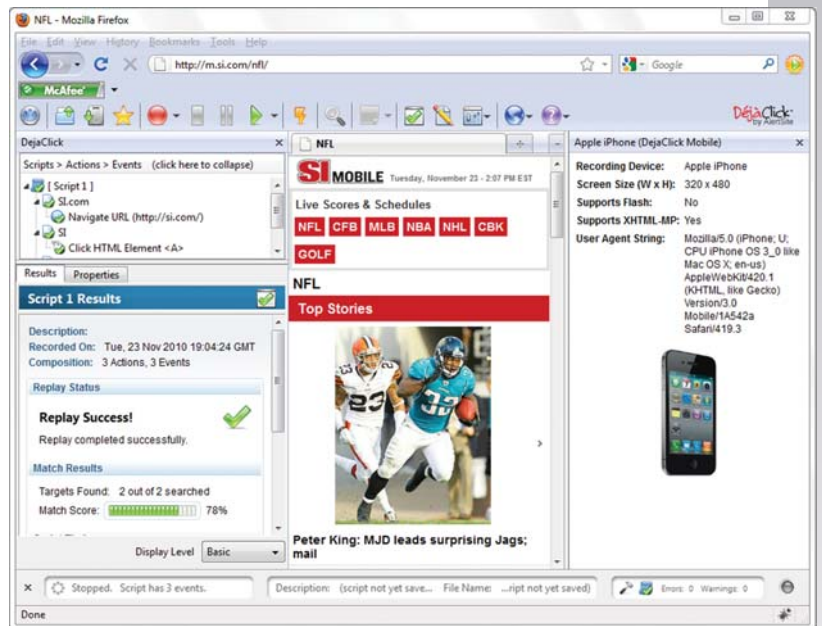 NFL - Mozilla Firefox
File Edit View History Bookmarks Tools Help
http://m.si.com/nfl/
Google
McAfee
DéjàClick
by AlertSite
DejaClick
Scripts > Actions > Events (click here to collapse)
[ Script 1 ]
SI.com
Navigate URL (http://si.com/)
SI
Click HTML Element <A>
Results Properties
Script 1 Results
Description:
Recorded On: Tue, 23 Nov 2010 19:04:24 GMT
Composition: 3 Actions, 3 Events
Replay Status
Replay Success!
Replay completed successfully.
Match Results
Targets Found: 2 out of 2 searched
Match Score: 78%
Display Level Basic
NFL
SI MOBILE Tuesday, November 23 - 2:07 PM EST
Live Scores & Schedules
NFL CFB MLB NBA NHL CBK
GOLF
NFL
Top Stories
23
23
32
Peter King: MJD leads surprising Jags;
mail
Apple iPhone (DejaClick Mobile)
Recording Device: Apple iPhone
Screen Size (W x H): 320 x 480
Supports Flash: No
Supports XHTML-MP: Yes
User Agent String: Mozilla/5.0 (iPhone; U;
CPU iPhone OS 3_0 like
Mac OS X; en-us)
AppleWebKit/420.1
(KHTML, like Gecko)
Version/3.0
Mobile/1A542a
Safari/419.3
Stopped. Script has 3 events.
Description: (script not yet save... File Name: ...ript not yet saved)
Errors: 0 Warnings: 0
Done